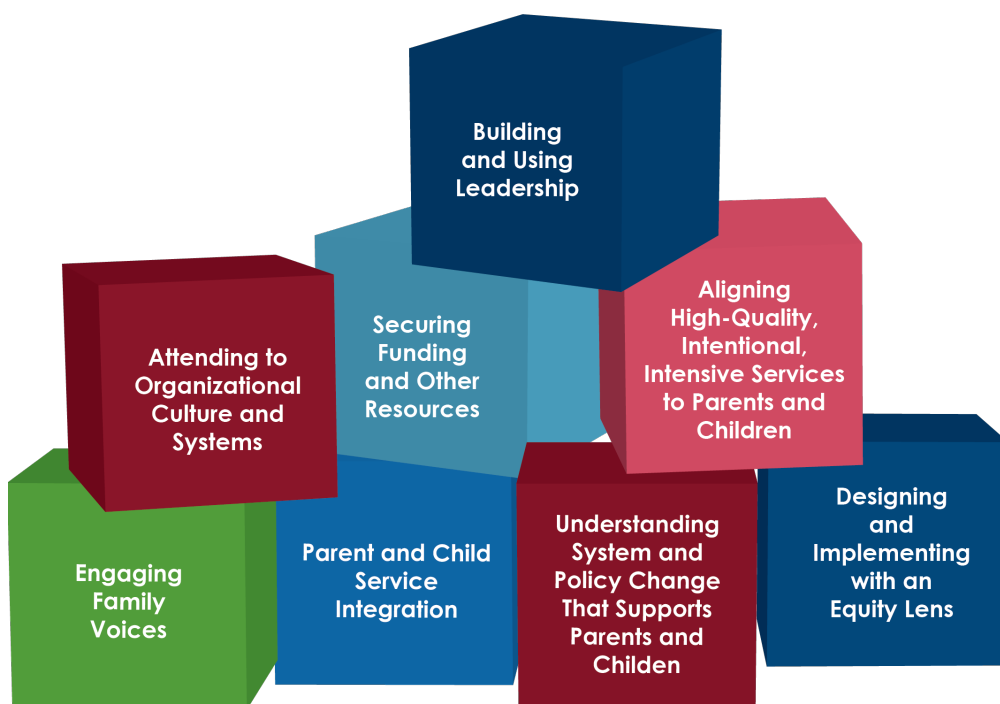 Building
and Using
Leadership
Attending to
Organizational
Culture and
Systems
Securing
Funding
and Other
Resources
Aligning
High-Quality,
Intentional,
Intensive Services
to Parents and
Children
Engaging
Family
Voices
Parent and Child
Service
Integration
Understanding
System and
Policy Change
That Supports
Parents and
Childen
Designing
and
Implementing
with an
Equity Lens